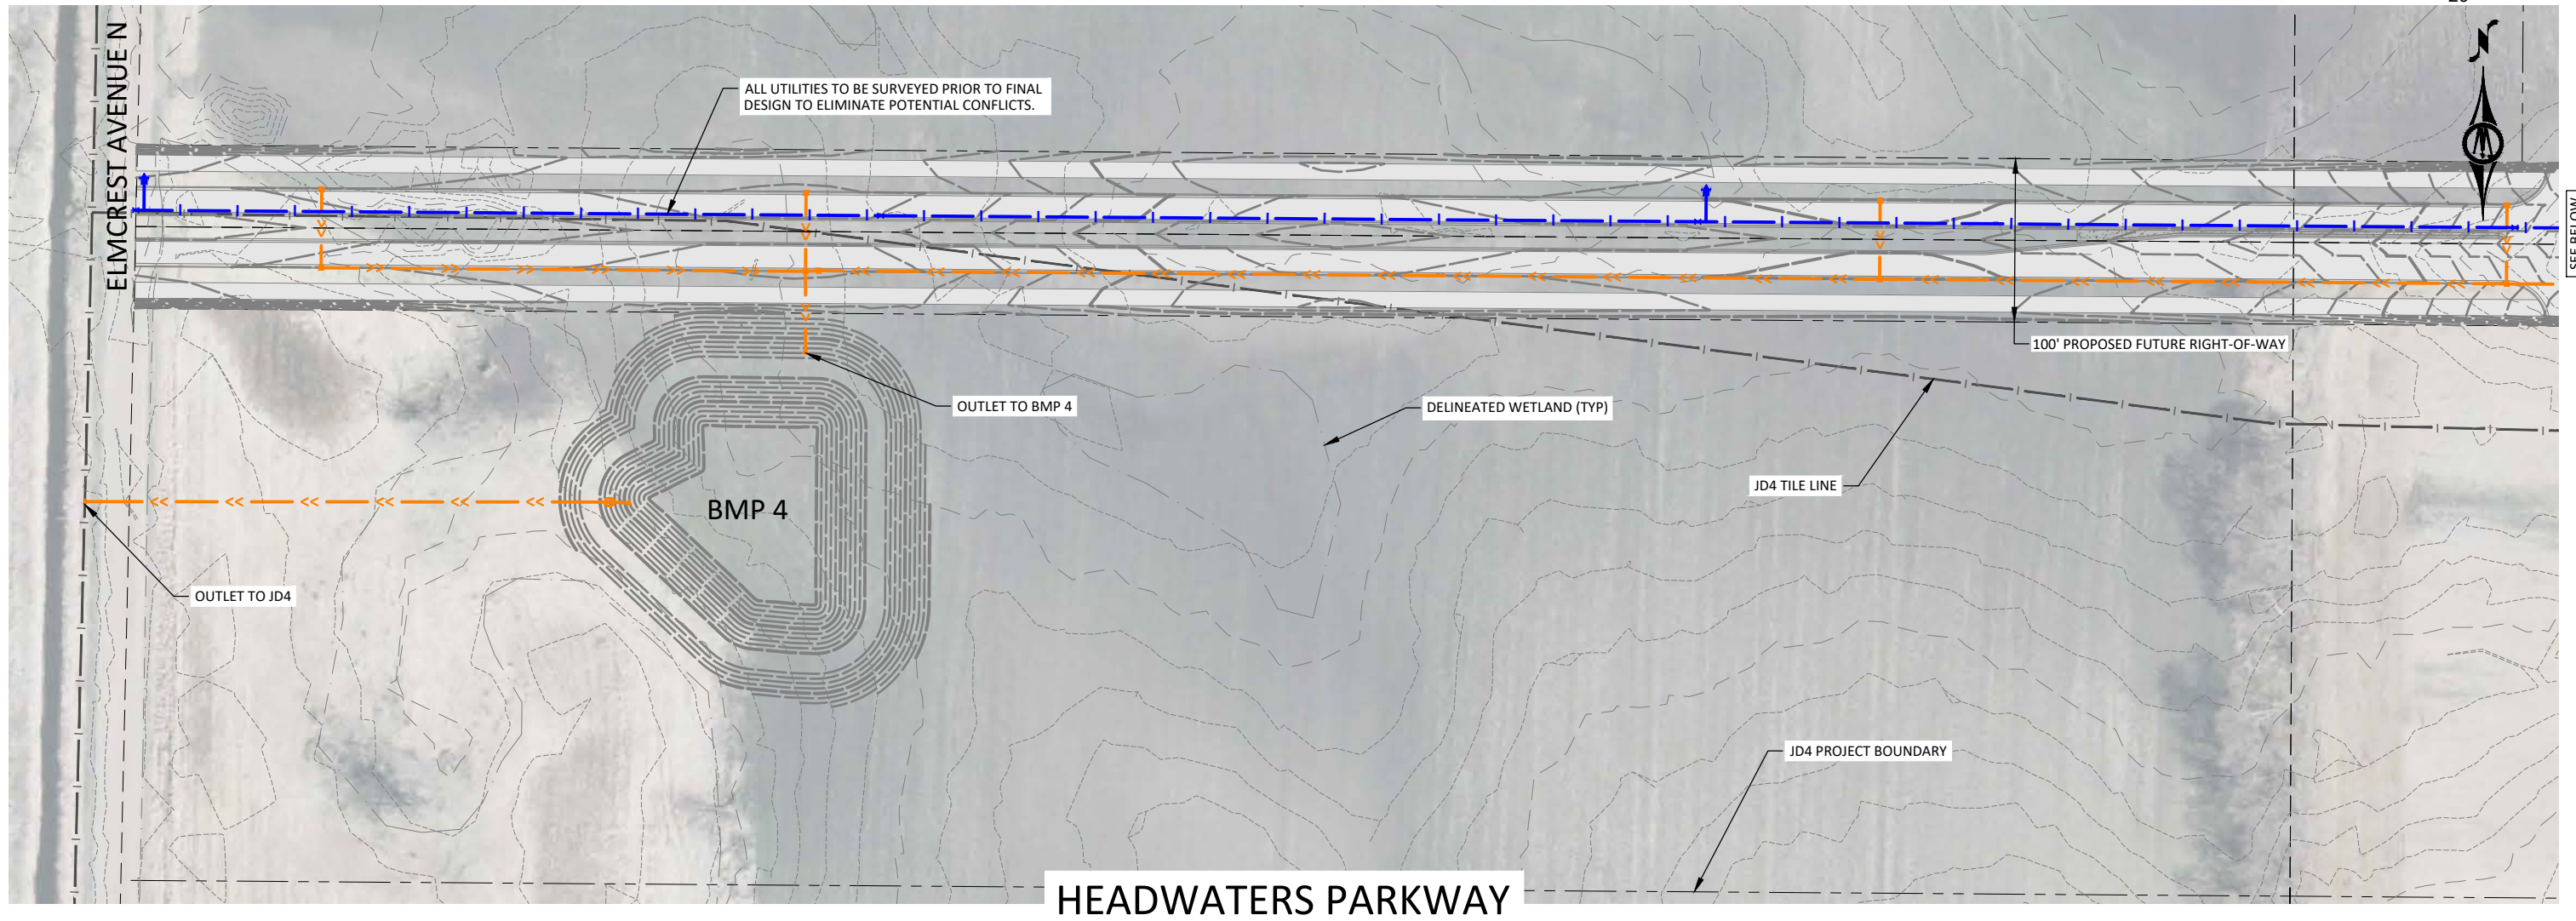 ELMCREST AVENUE N
ALL UTILITIES TO BE SURVEYED PRIOR TO FINAL
DESIGN TO ELIMINATE POTENTIAL CONFLICTS.
N
100' PROPOSED FUTURE RIGHT-OF-WAY
OUTLET TO BMP 4
DELINEATED WETLAND (TYP)
JD4 TILE LINE
BMP 4
OUTLET TO JD4
JD4 PROJECT BOUNDARY
HEADWATERS PARKWAY
SEE BELOW